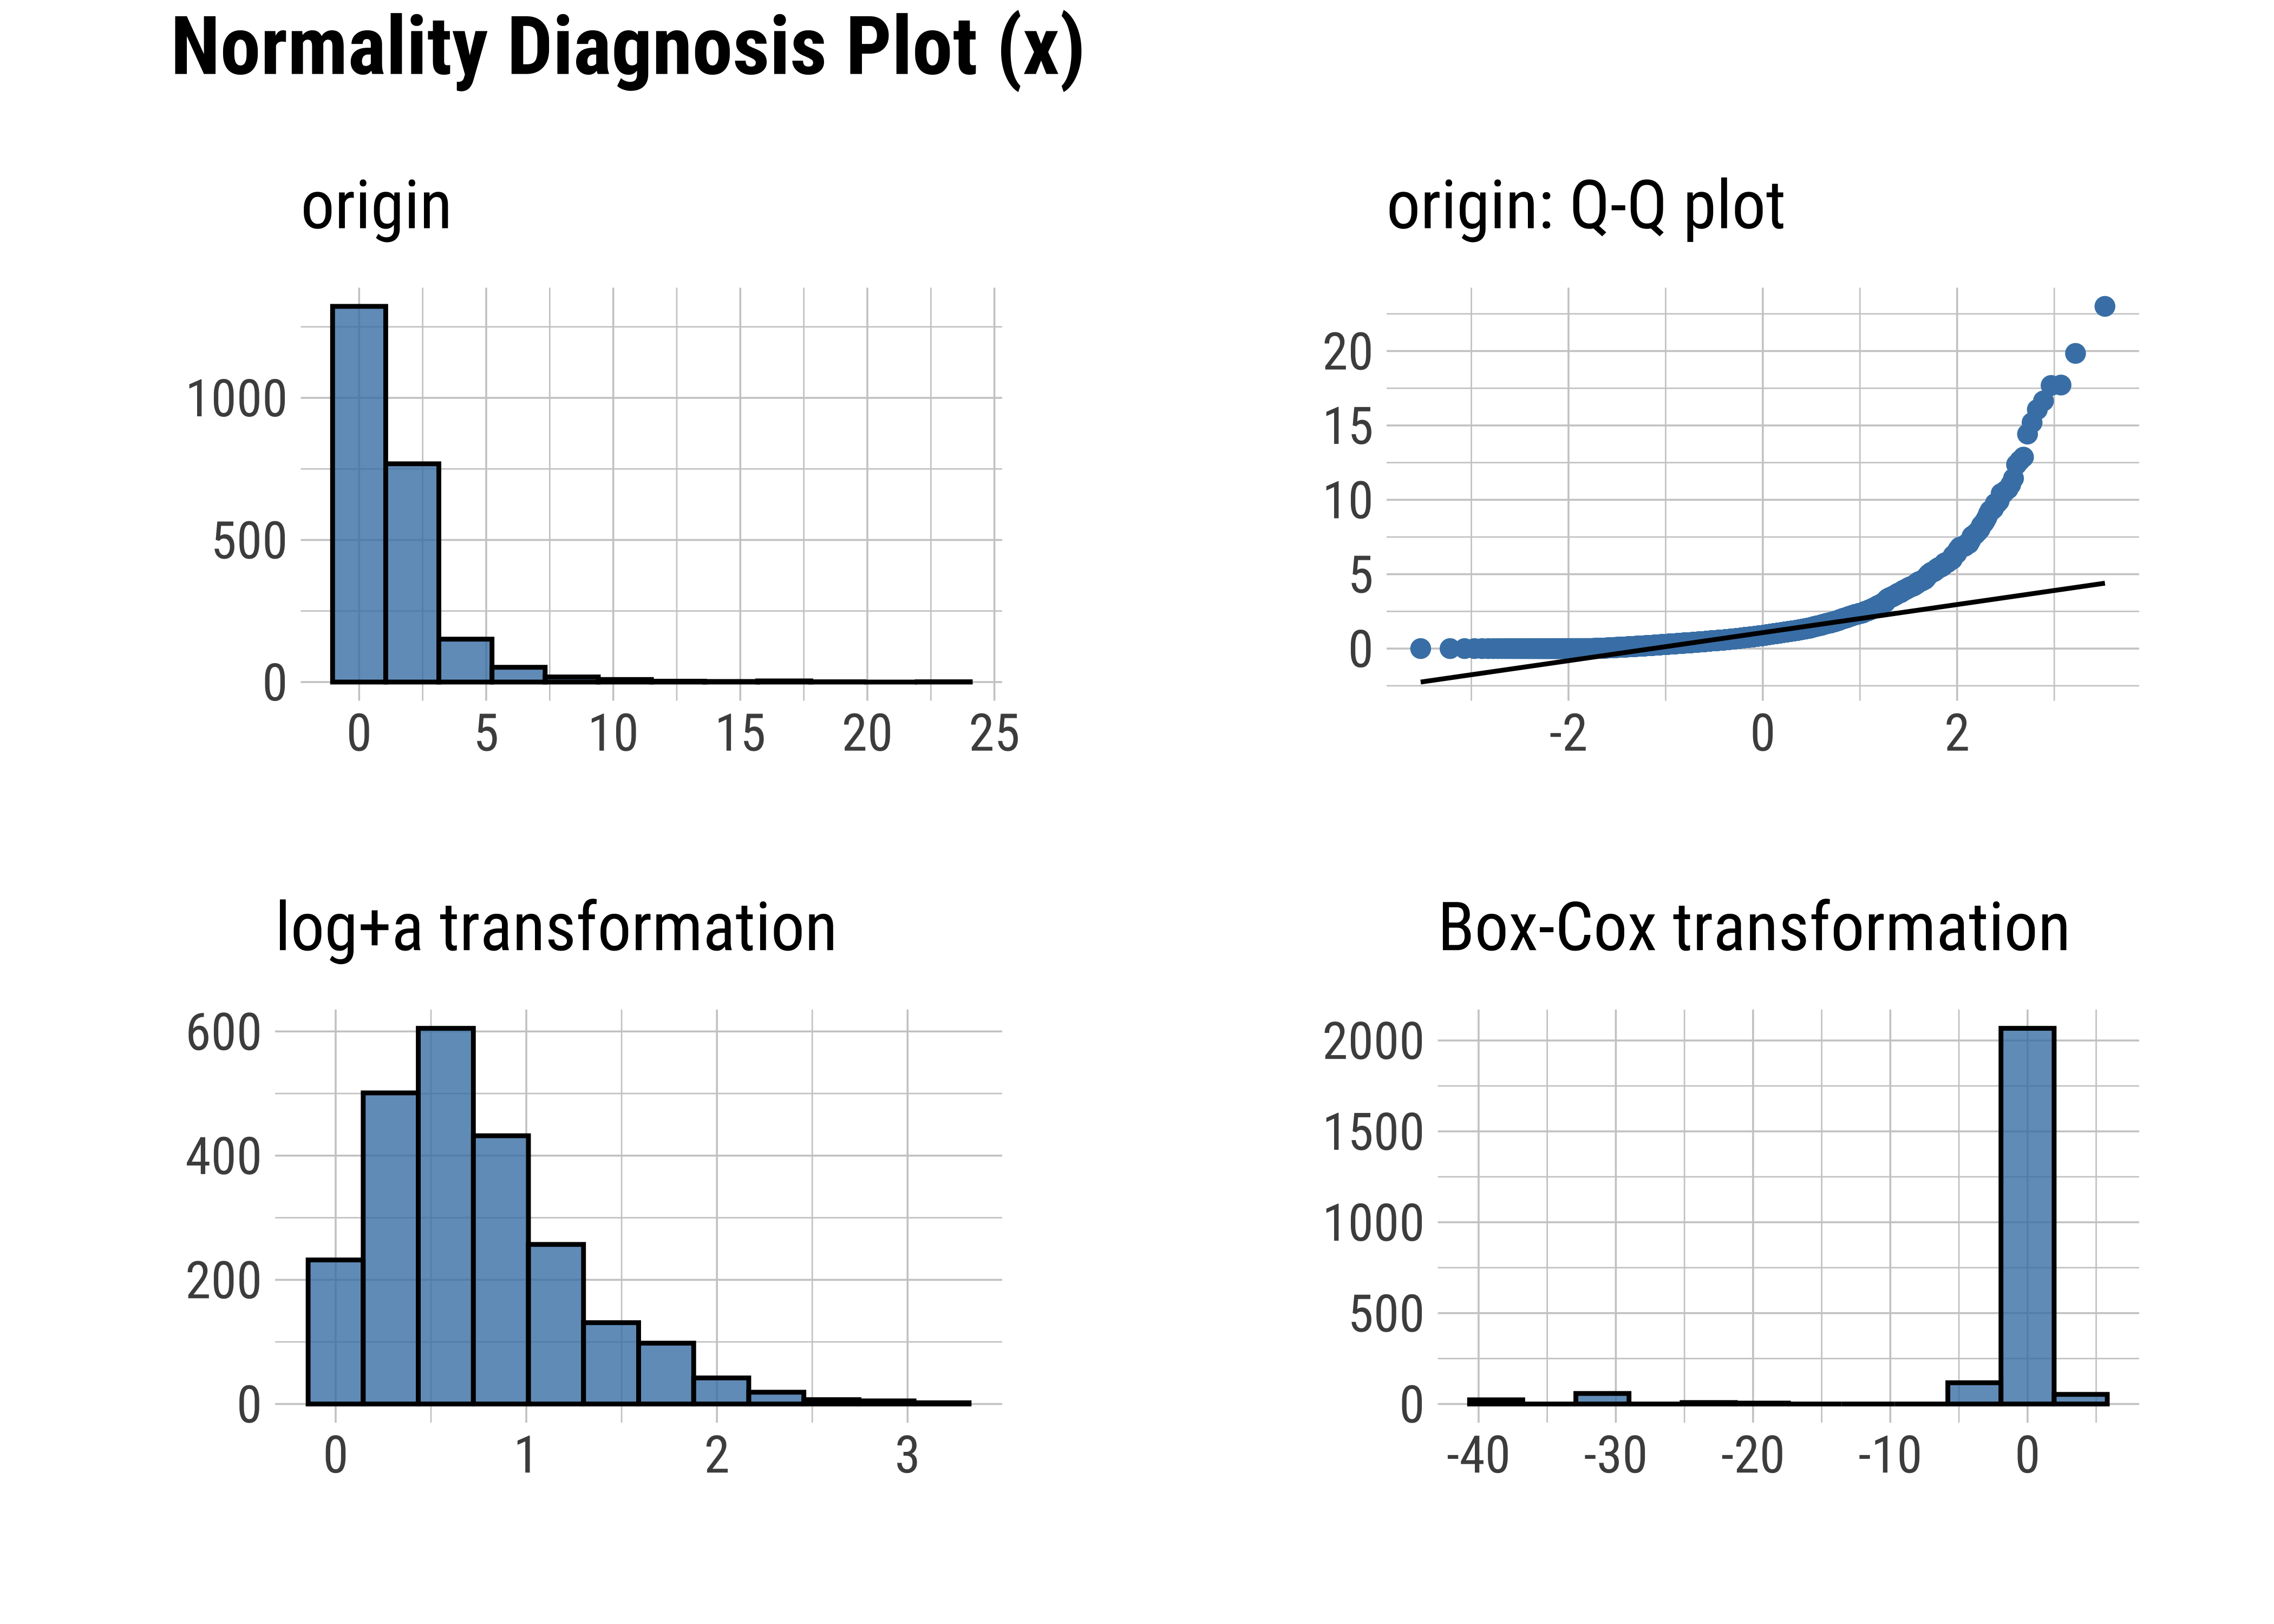 Normality Diagnosis Plot (x)
origin
1000
500
0
0 5 10 15 20 25
origin: Q-Q plot
20
15
10
5
0
-2 0 2
log+a transformation
600
400
200
0
0 1 2 3
Box-Cox transformation
2000
1500
1000
500
0
-40 -30 -20 -10 0